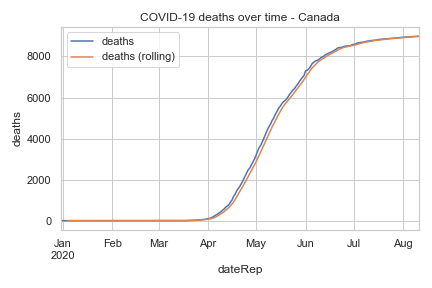 COVID-19 deaths over time - Canada
deaths
deaths (rolling)
8000
6000
4000
2000
0
deaths
Jan Feb Mar Apr May Jun Jul Aug
2020
dateRep